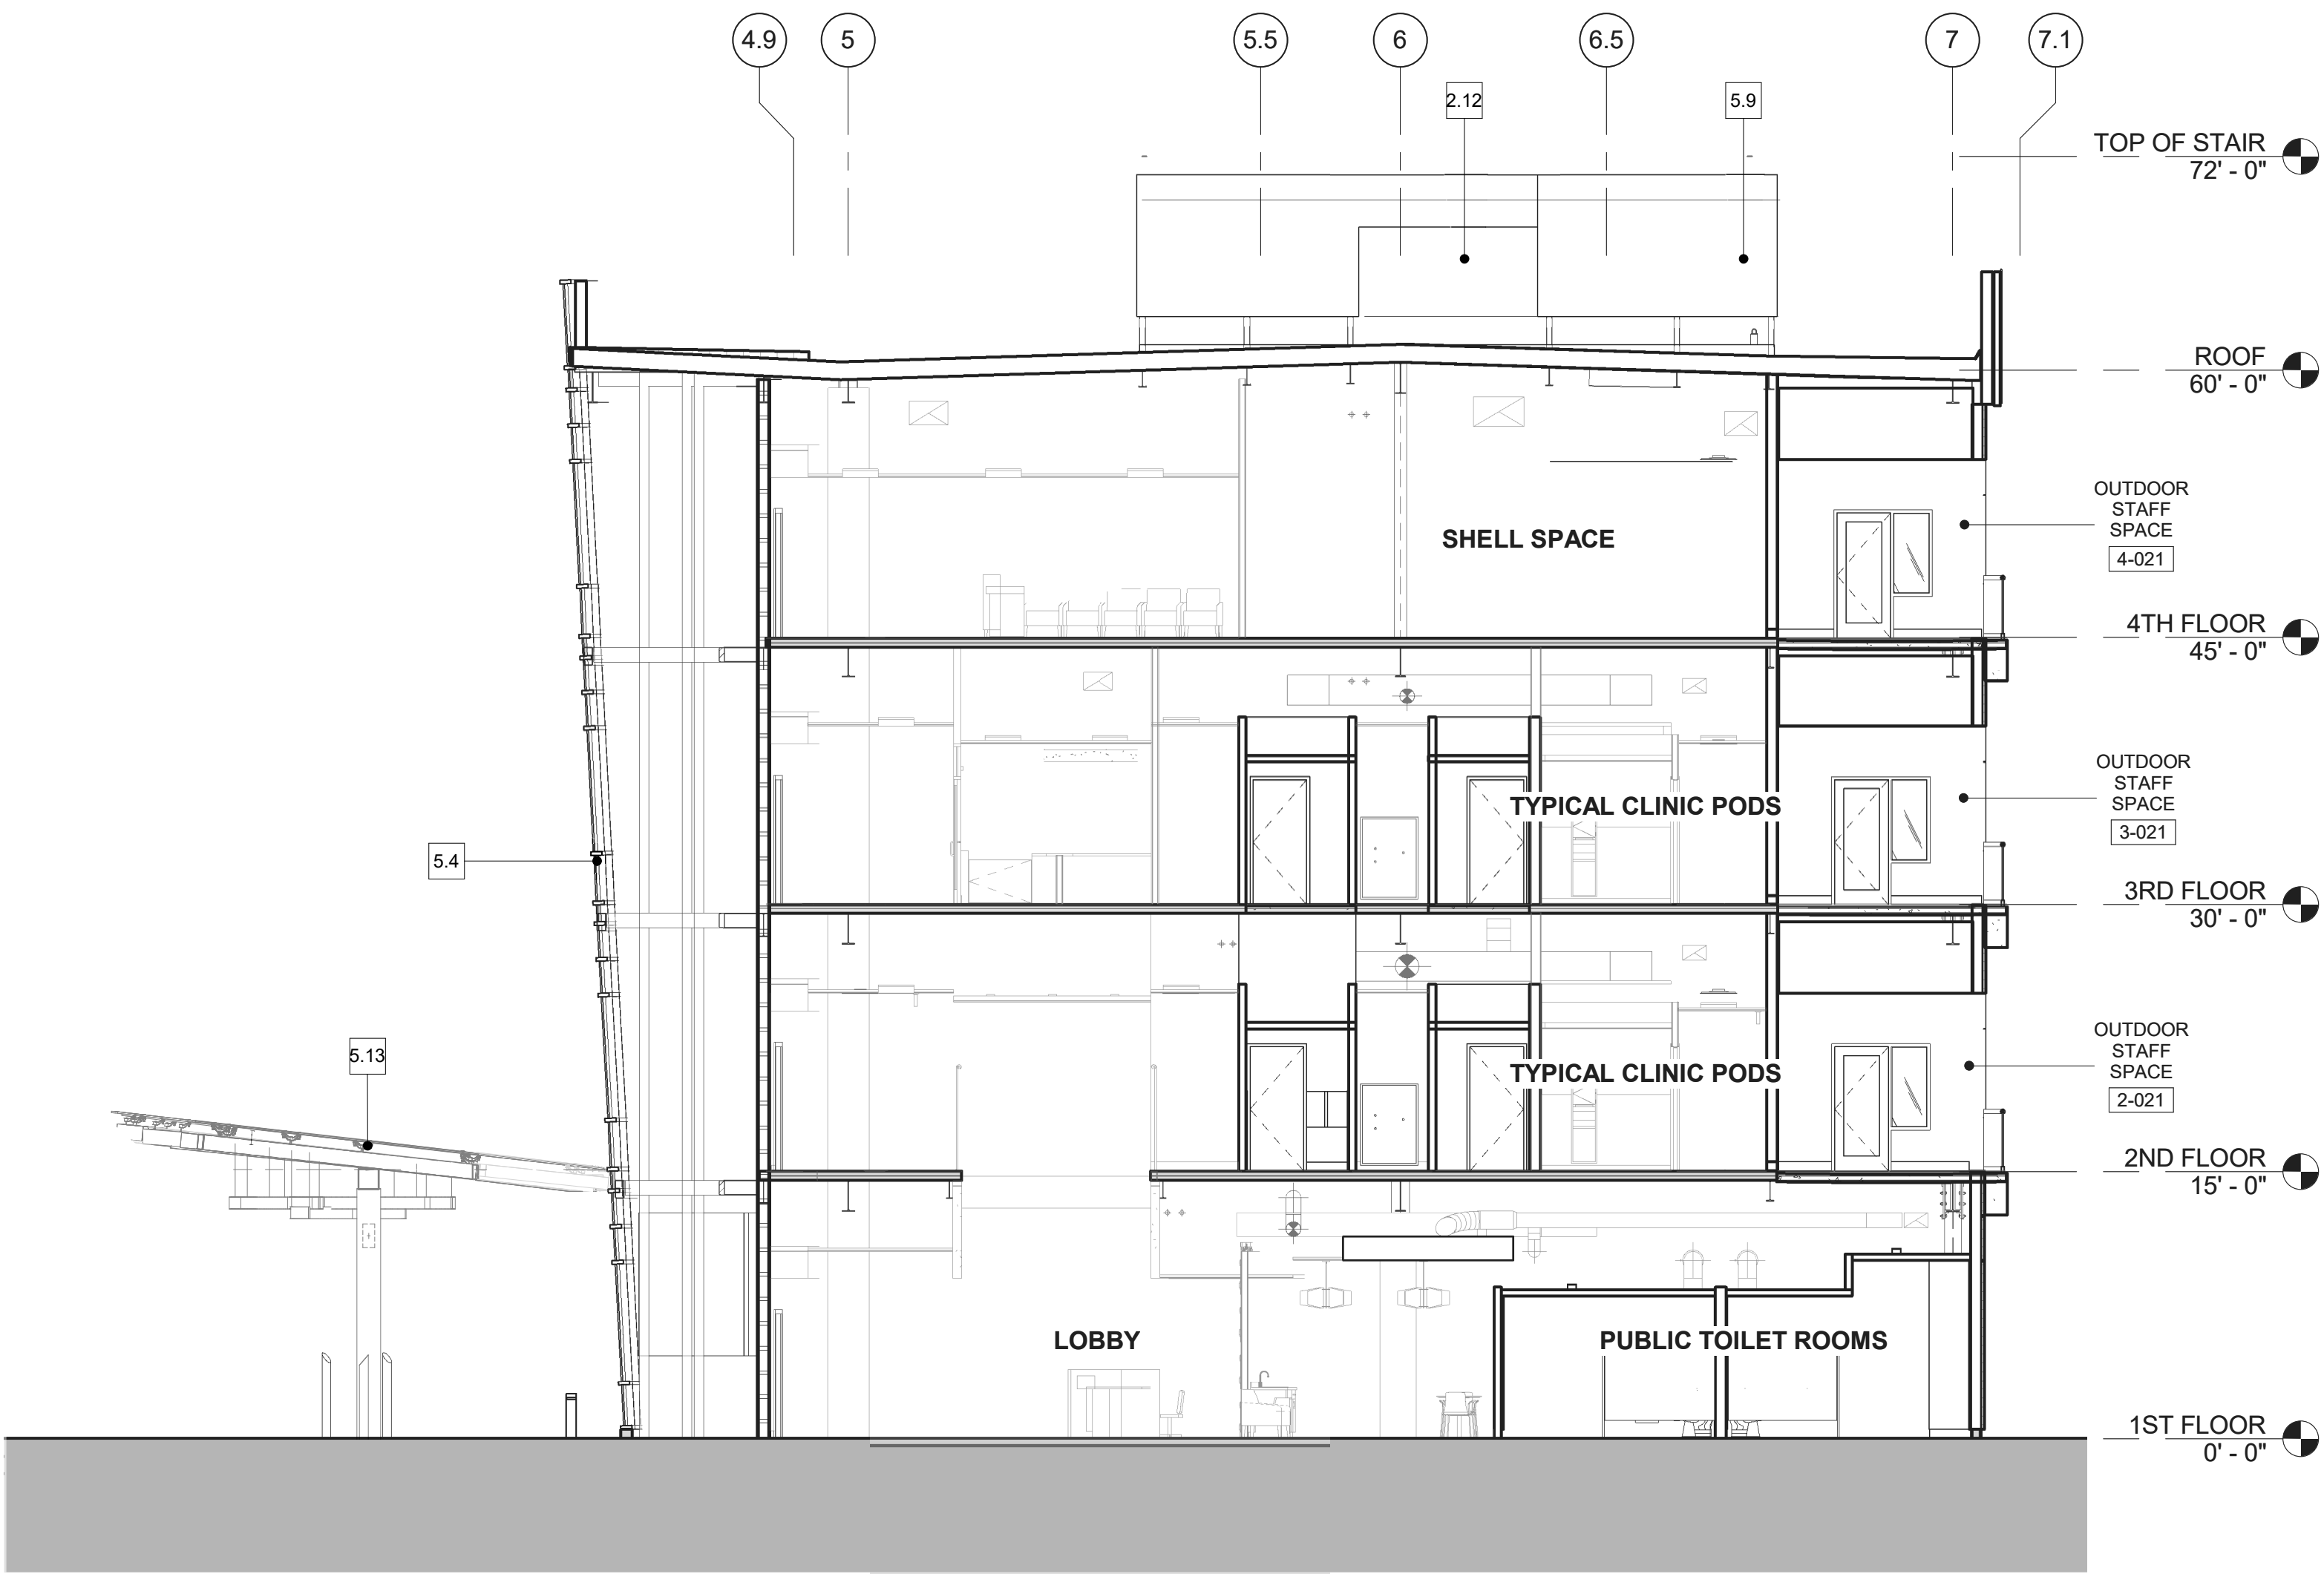 4.9
5
5.5
6
6.5
7
7.1
2.12
5.9
TOP OF STAIR
72' - 0"
ROOF
60' - 0"
OUTDOOR
STAFF
SPACE
4-021
SHELL SPACE
4TH FLOOR
45' - 0"
OUTDOOR
STAFF
SPACE
3-021
TYPICAL CLINIC PODS
5.4
3RD FLOOR
30' - 0"
OUTDOOR
STAFF
SPACE
2-021
5.13
TYPICAL CLINIC PODS
2ND FLOOR
15' - 0"
LOBBY
PUBLIC TOILET ROOMS
1ST FLOOR
0' - 0"